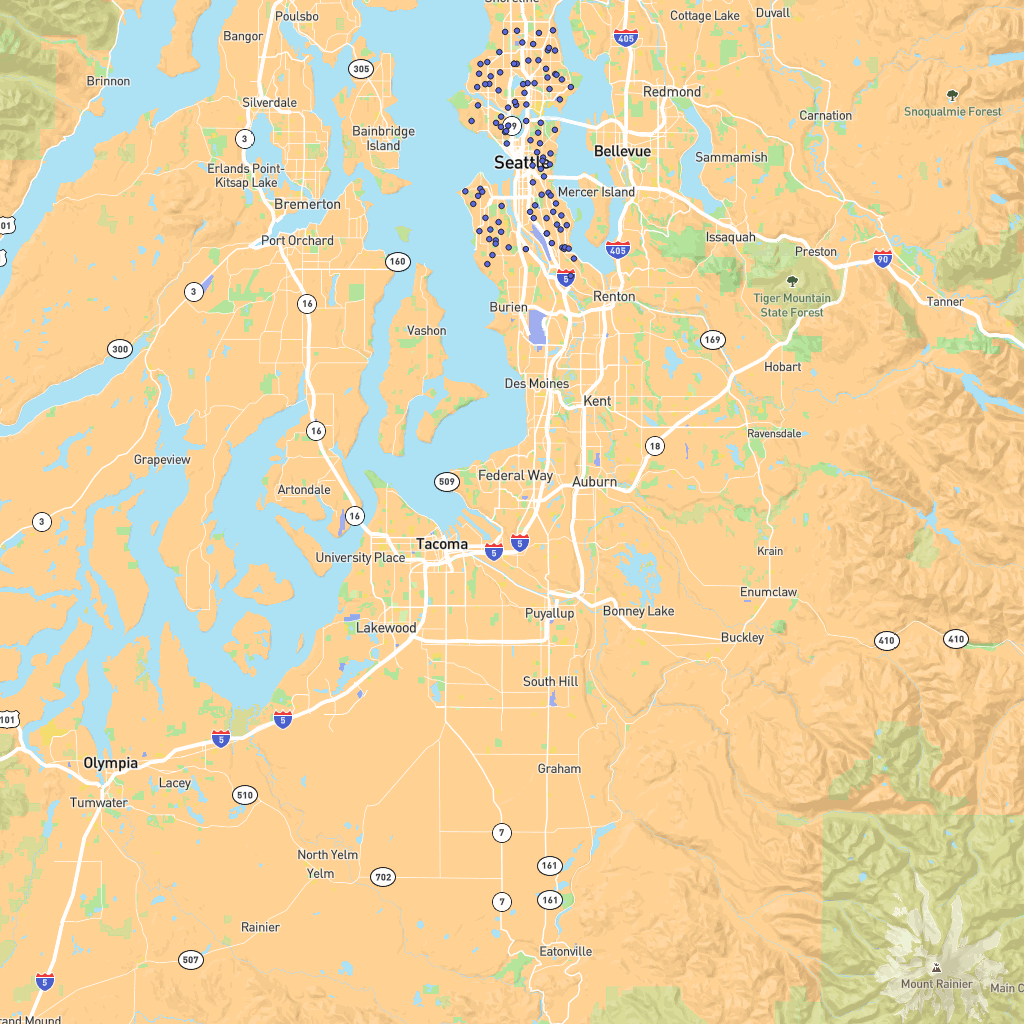 Shoreline
Poulsbo
Cottage Lake
Duvall
Bangor
405
305
Brinnon
Redmond
Silverdale
Snoqualmie Forest
Carnation
3
Bainbridge
Island
Seattle
Bellevue
Sammamish
Erlands Point-
Kitsap Lake
Mercer Island
Bremerton
101
Port Orchard
Issaquah
405
Preston
90
160
5
3
16
Burien
Renton
Tiger Mountain
State Forest
Tanner
Vashon
300
169
Hobart
Des Moines
Kent
16
Ravensdale
18
Grapeview
Federal Way
509
Auburn
Artondale
16
3
Tacoma
5
5
University Place
Krain
Enumclaw
Puyallup
Bonney Lake
Lakewood
Buckley
410
410
South Hill
101
5
5
Olympia
Graham
Lacey
510
Tumwater
7
North Yelm
161
Yelm
702
7
161
Rainier
Eatonville
507
5
Mount Rainier
Main C
rand Mound